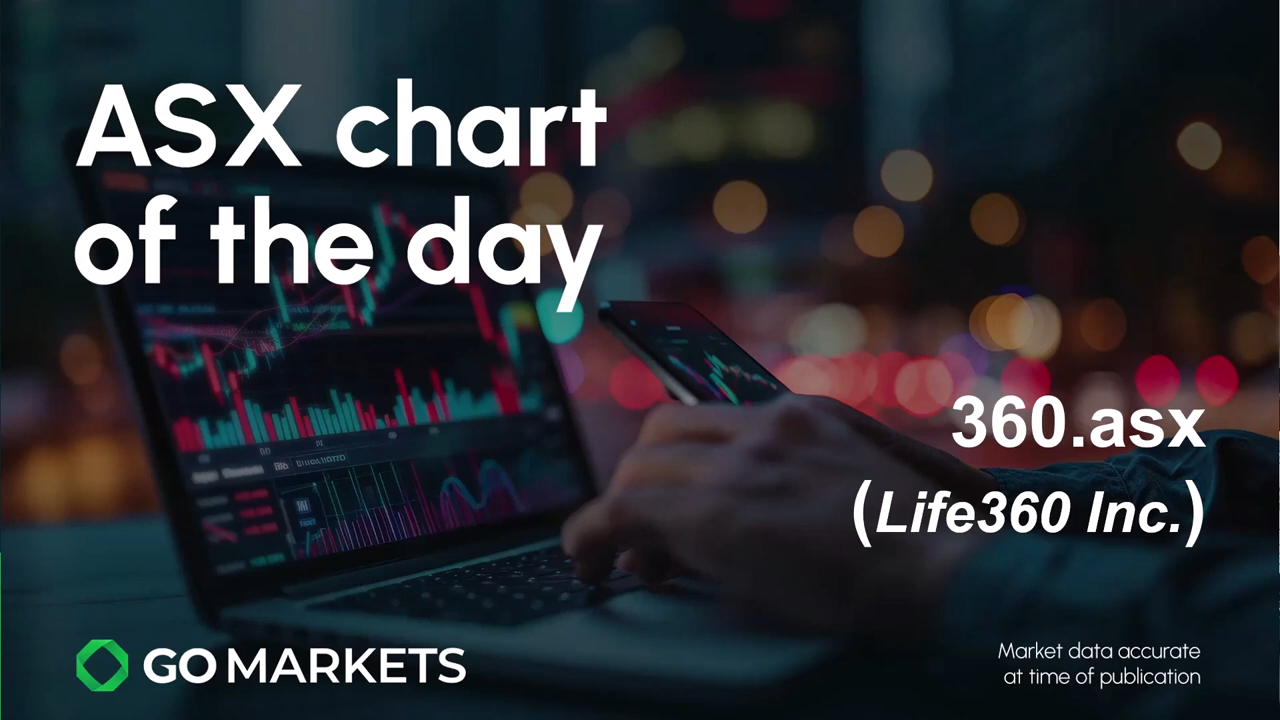 ASX chart
of the day
360.asx
(Life360 Inc.)
GO MARKETS
Market data accurate
at time of publication